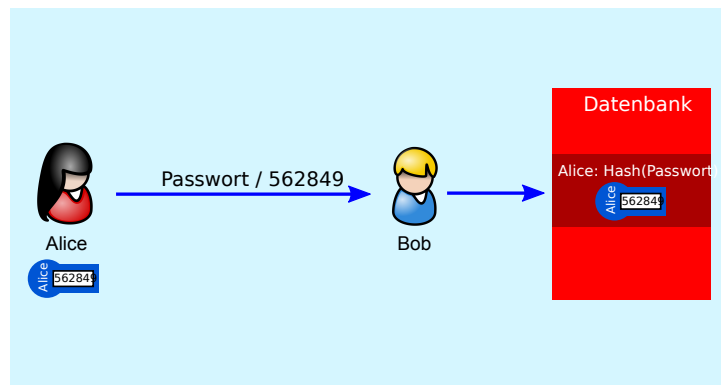 Datenbank
Alice: Hash(Passwort)
Alice
562849
Passwort / 562849
Alice
Bob
Alice
562849